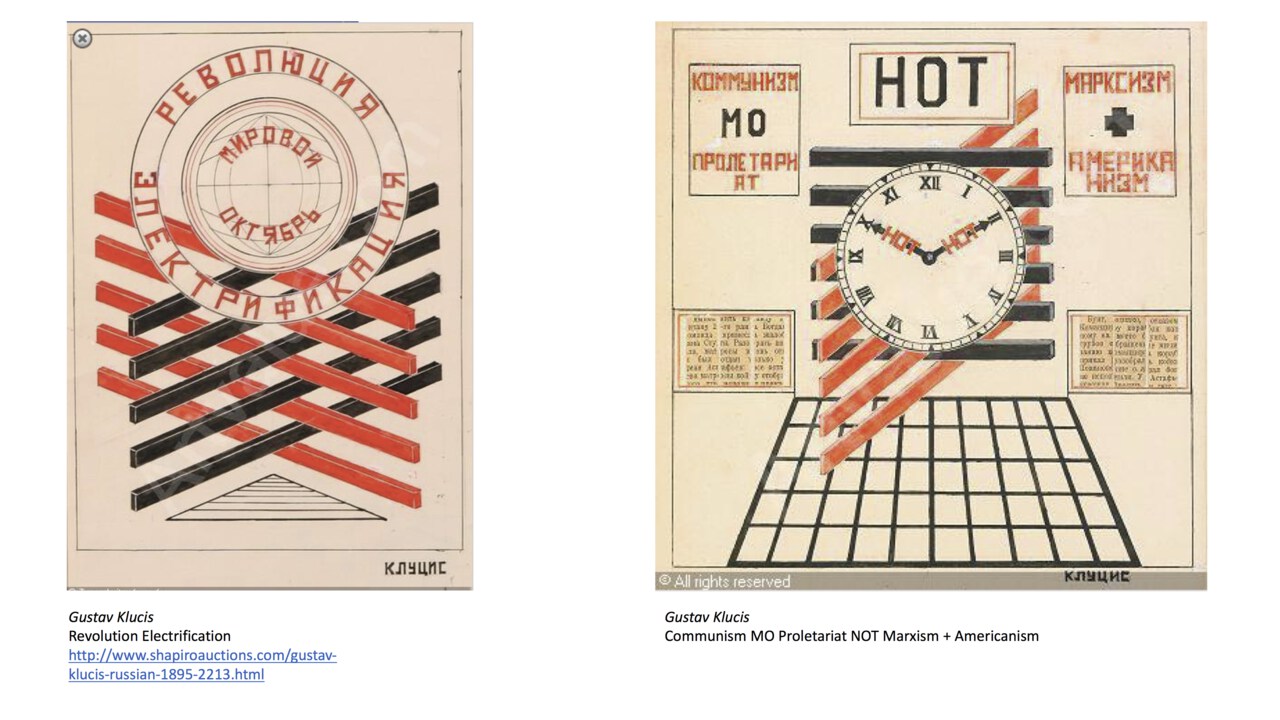 РЕВОЛЮЦИЯ
МИРОВОЙ
ОКТЯБРЬ
ЭЦЕКТРИФИКАЦИЯ
КЛУЦИС
Gustav Klucis
Revolution Electrification
http://www.shapiroauctions.com/gustav-
klucis-russian-1895-2213.html
КОММУНИЗМ
МО
ПРОЛЕТАРИ
АТ
НОТ
МАРКСИЗМ
+
АМЕРИКА
НИЗМ
XII
I
II
III
V
VI
VII
VIII
IX
X
XI
НОТ
НОТ
© All rights reserved
КЛУЦИС
Gustav Klucis
Communism MO Proletariat NOT Marxism + Americanism